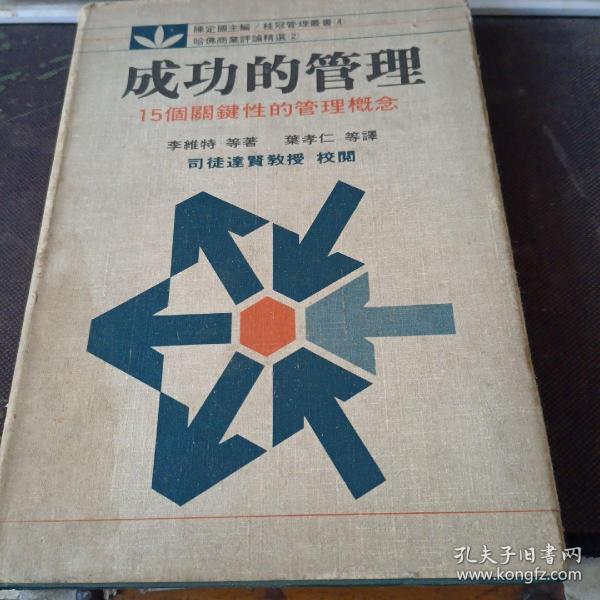 陳定國主編/桂冠管理叢書④
哈佛商業評論精選②
成功的管理
15個關鍵性的管理概念
李維特 等著 葉孝仁 等譯
司徒達賢教授 校閱
孔夫子旧书网
www.kongfz.com